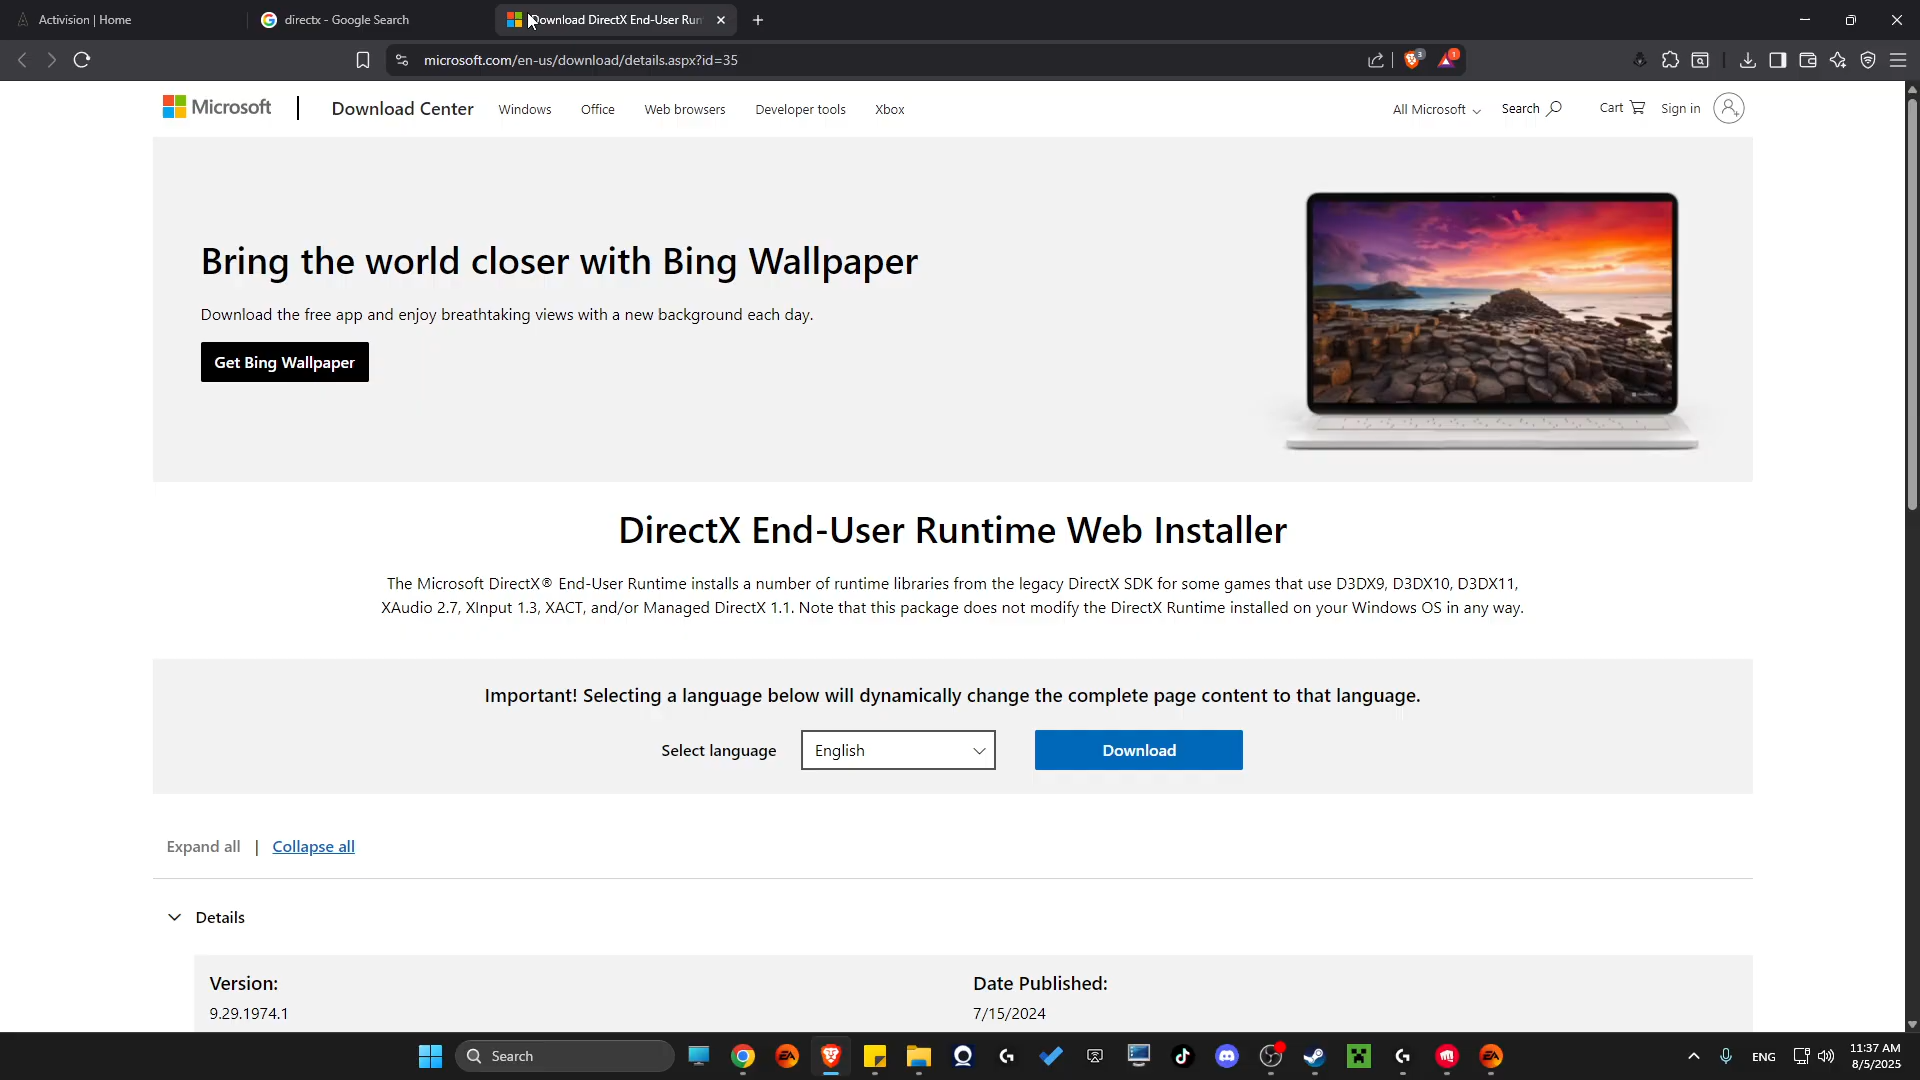 Activision | Home
directx - Google Search
Download DirectX End-User Run
microsoft.com/en-us/download/details.aspx?id=35
3
1
Microsoft
Download Center
Windows
Office
Web browsers
Developer tools
Xbox
All Microsoft
Search
Cart
Sign in
Bring the world closer with Bing Wallpaper
Download the free app and enjoy breathtaking views with a new background each day.
Get Bing Wallpaper
DirectX End-User Runtime Web Installer
The Microsoft DirectX® End-User Runtime installs a number of runtime libraries from the legacy DirectX SDK for some games that use D3DX9, D3DX10, D3DX11,
XAudio 2.7, XInput 1.3, XACT, and/or Managed DirectX 1.1. Note that this package does not modify the DirectX Runtime installed on your Windows OS in any way.
Important! Selecting a language below will dynamically change the complete page content to that language.
Select language
English
Download
Expand all | Collapse all
Details
Version:
Date Published:
9.29.1974.1
7/15/2024
Search
EA
EA
ENG
11:37 AM
8/5/2025